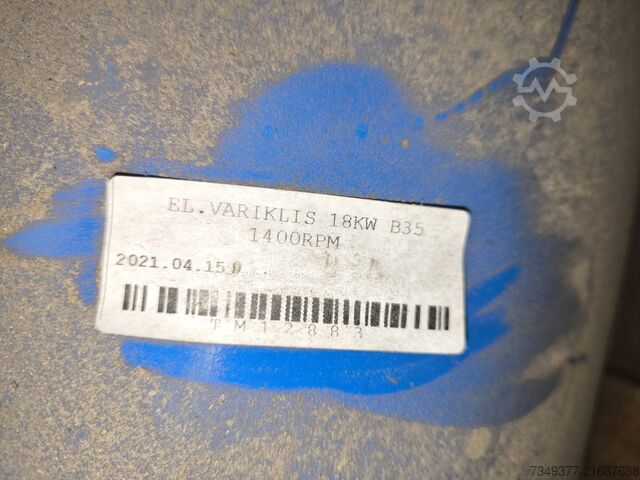 EL.VARIKLIS 18KW B35
1400RPM
2021.04.15
TM12883
7349377-21637638